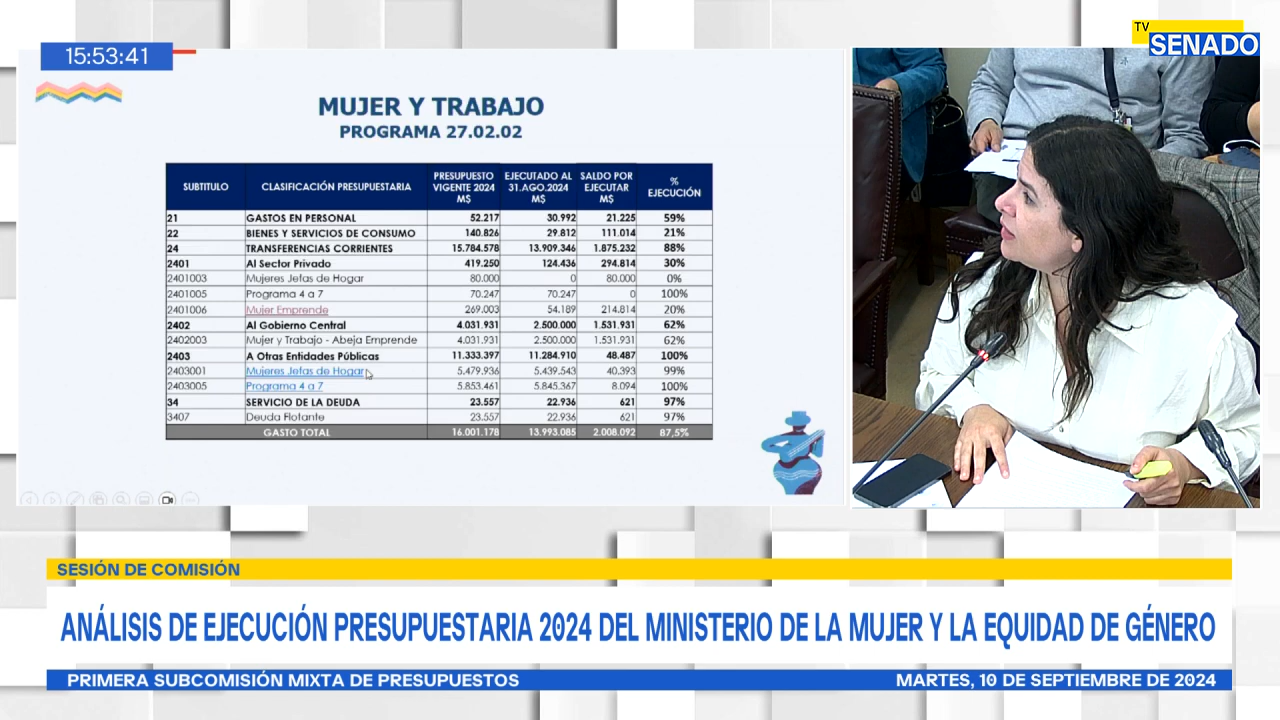 15:53:41
TV
SENADO
MUJER Y TRABAJO
PROGRAMA 27.02.02
SUBTITULO CLASIFICACIÓN PRESUPUESTARIA PRESUPUESTO VIGENTE 2024 M$ EJECUTADO AL 31.AGO.2024 M$ SALDO POR EJECUTAR M$ % EJECUCIÓN
21 GASTOS EN PERSONAL 52.217 30.992 21.225 59%
22 BIENES Y SERVICIOS DE CONSUMO 140.826 29.812 111.014 21%
24 TRANSFERENCIAS CORRIENTES 15.784.578 13.909.346 1.875.232 88%
2401 Al Sector Privado 419.250 124.436 294.814 30%
2401003 Mujeres Jefas de Hogar 80.000 0 80.000 0%
2401005 Programa 4 a 7 70.247 70.247 0 100%
2401006 Mujer Emprende 269.003 54.189 214.814 20%
2402 Al Gobierno Central 4.031.931 2.500.000 1.531.931 62%
2402003 Mujer y Trabajo - Abeja Emprende 4.031.931 2.500.000 1.531.931 62%
2403 A Otras Entidades Públicas 11.333.397 11.284.910 48.487 100%
2403001 Mujeres Jefas de Hogar 5.479.936 5.439.543 40.393 99%
2403005 Programa 4 a 7 5.853.461 5.845.367 8.094 100%
34 SERVICIO DE LA DEUDA 23.557 22.936 621 97%
3407 Deuda Flotante 23.557 22.936 621 97%
GASTO TOTAL 16.001.178 13.993.085 2.008.092 87,5%
SESIÓN DE COMISIÓN
ANÁLISIS DE EJECUCIÓN PRESUPUESTARIA 2024 DEL MINISTERIO DE LA MUJER Y LA EQUIDAD DE GÉNERO
PRIMERA SUBCOMISIÓN MIXTA DE PRESUPUESTOS
MARTES, 10 DE SEPTIEMBRE DE 2024